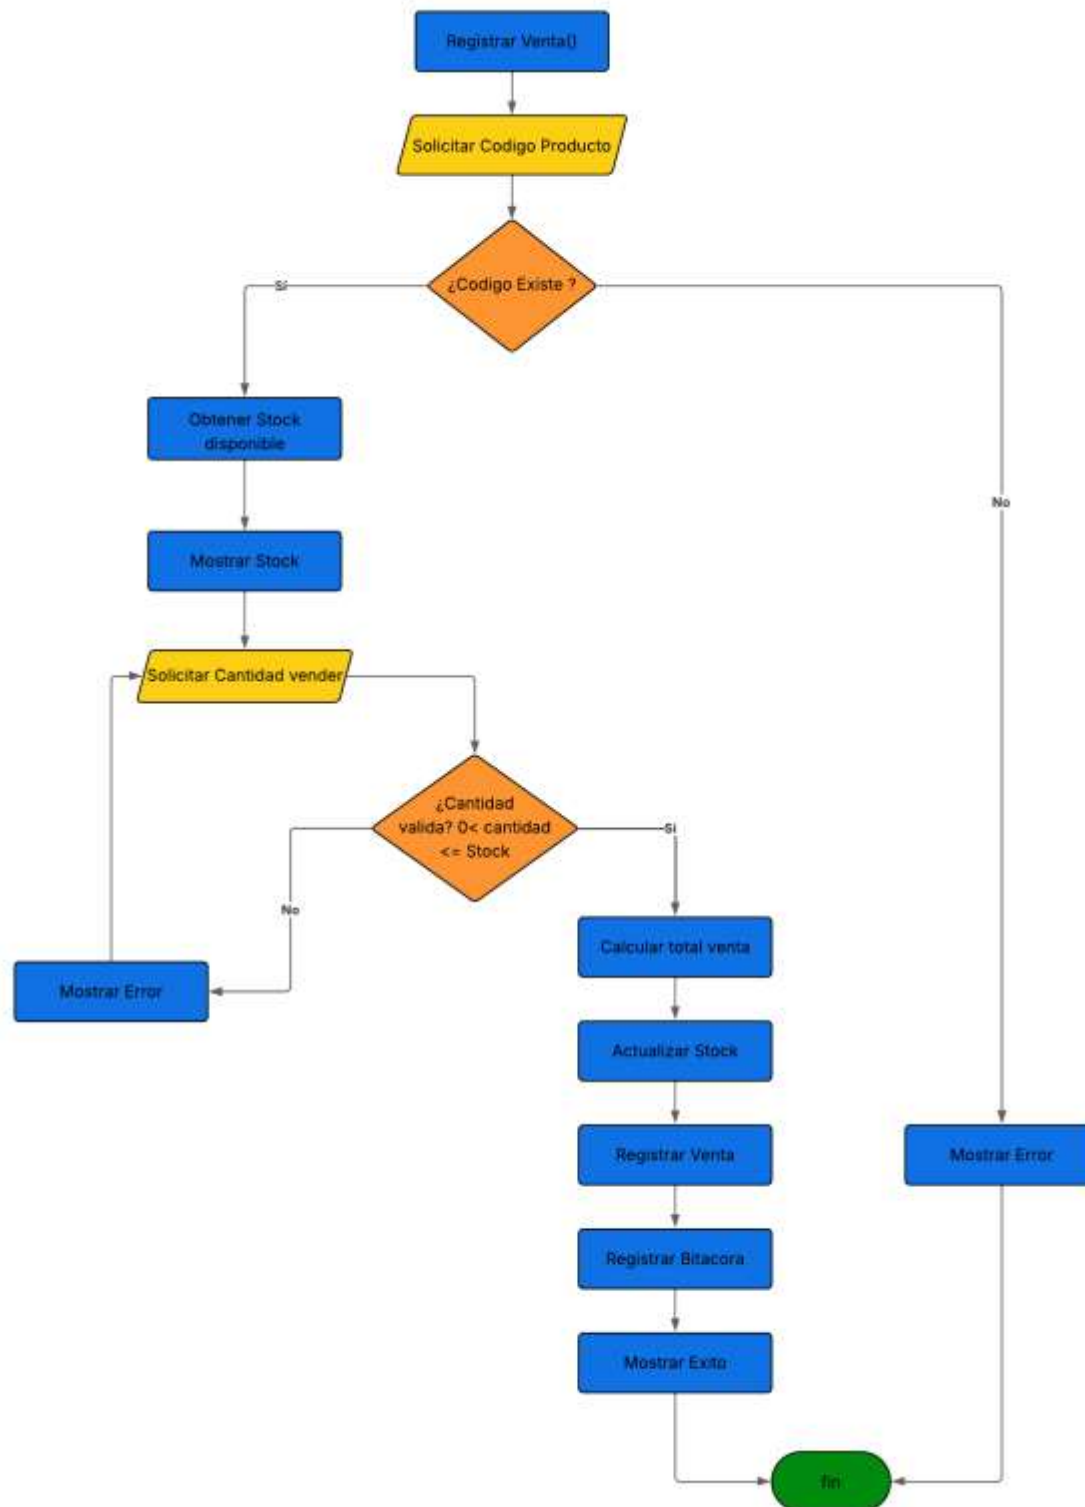 Registrar Venta()
Solicitar Codigo Producto
¿Codigo Existe ?
Si
No
Obtener Stock
disponible
Mostrar Stock
Solicitar Cantidad vender
¿Cantidad
valida? 0< cantidad
<= Stock
Si
No
Calcular total venta
Mostrar Error
Actualizar Stock
Registrar Venta
Mostrar Error
Registrar Bitacora
Mostrar Exito
fin